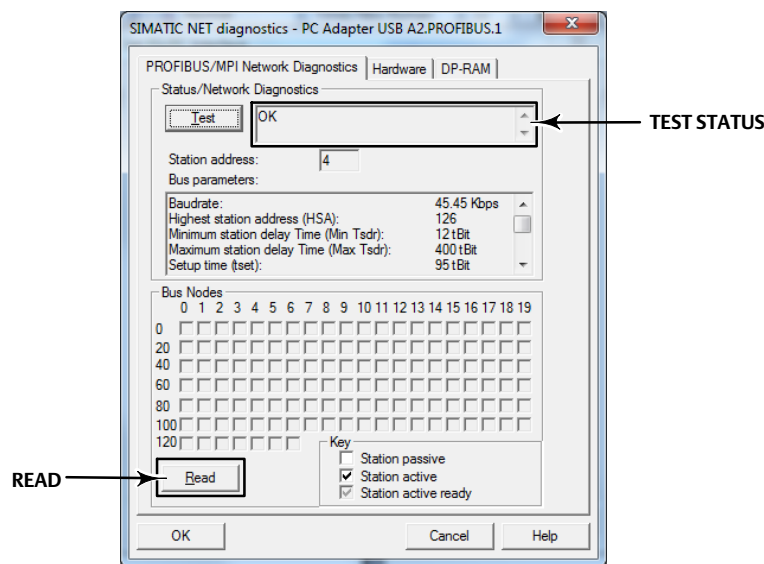 SIMATIC NET diagnostics - PC Adapter USB A2.PROFIBUS.1
PROFIBUS/MPI Network Diagnostics Hardware DP-RAM
Status/Network Diagnostics
Test OK
TEST STATUS
Station address: 4
Bus parameters:
Baudrate: 45.45 Kbps
Highest station address (HSA): 126
Minimum station delay Time (Min Tsdr): 12 tBit
Maximum station delay Time (Max Tsdr): 400 tBit
Setup time (tset): 95 tBit
Bus Nodes
0 1 2 3 4 5 6 7 8 9 10 11 12 13 14 15 16 17 18 19
0
20
40
60
80
100
120
Key
Station passive
READ Read Station active
Station active ready
OK Cancel Help